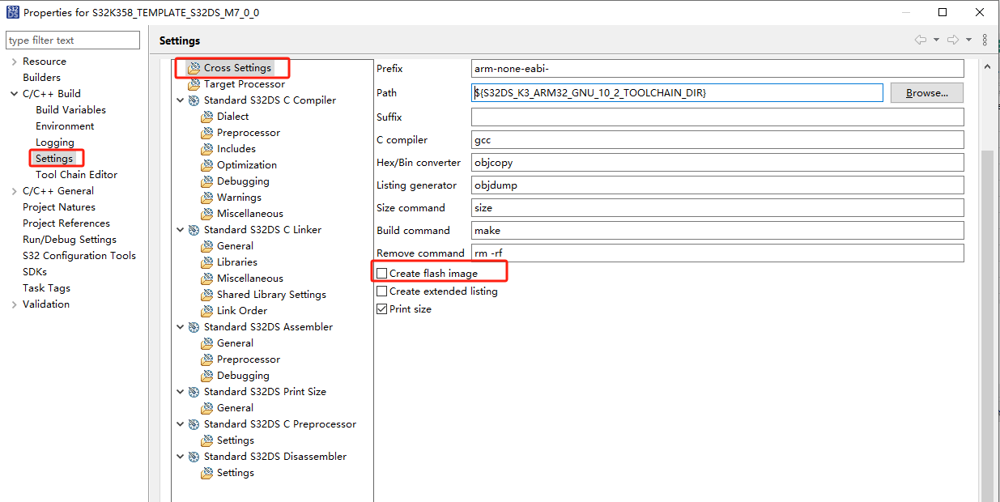 S32 DS Properties for S32K358_TEMPLATE_S32DS_M7_0_0
type filter text
Resource
Builders
C/C++ Build
Build Variables
Environment
Logging
Settings
Tool Chain Editor
C/C++ General
Project Natures
Project References
Run/Debug Settings
S32 Configuration Tools
SDKs
Task Tags
Validation
Settings
Cross Settings
Target Processor
Standard S32DS C Compiler
Dialect
Preprocessor
Includes
Optimization
Debugging
Warnings
Miscellaneous
Standard S32DS C Linker
General
Libraries
Miscellaneous
Shared Library Settings
Link Order
Standard S32DS Assembler
General
Preprocessor
Debugging
Standard S32DS Print Size
General
Standard S32DS C Preprocessor
Settings
Standard S32DS Disassembler
Settings
Prefix arm-none-eabi-
Path ${S32DS_K3_ARM32_GNU_10_2_TOOLCHAIN_DIR} Browse...
Suffix
C compiler gcc
Hex/Bin converter objcopy
Listing generator objdump
Size command size
Build command make
Remove command rm -rf
Create flash image
Create extended listing
Print size